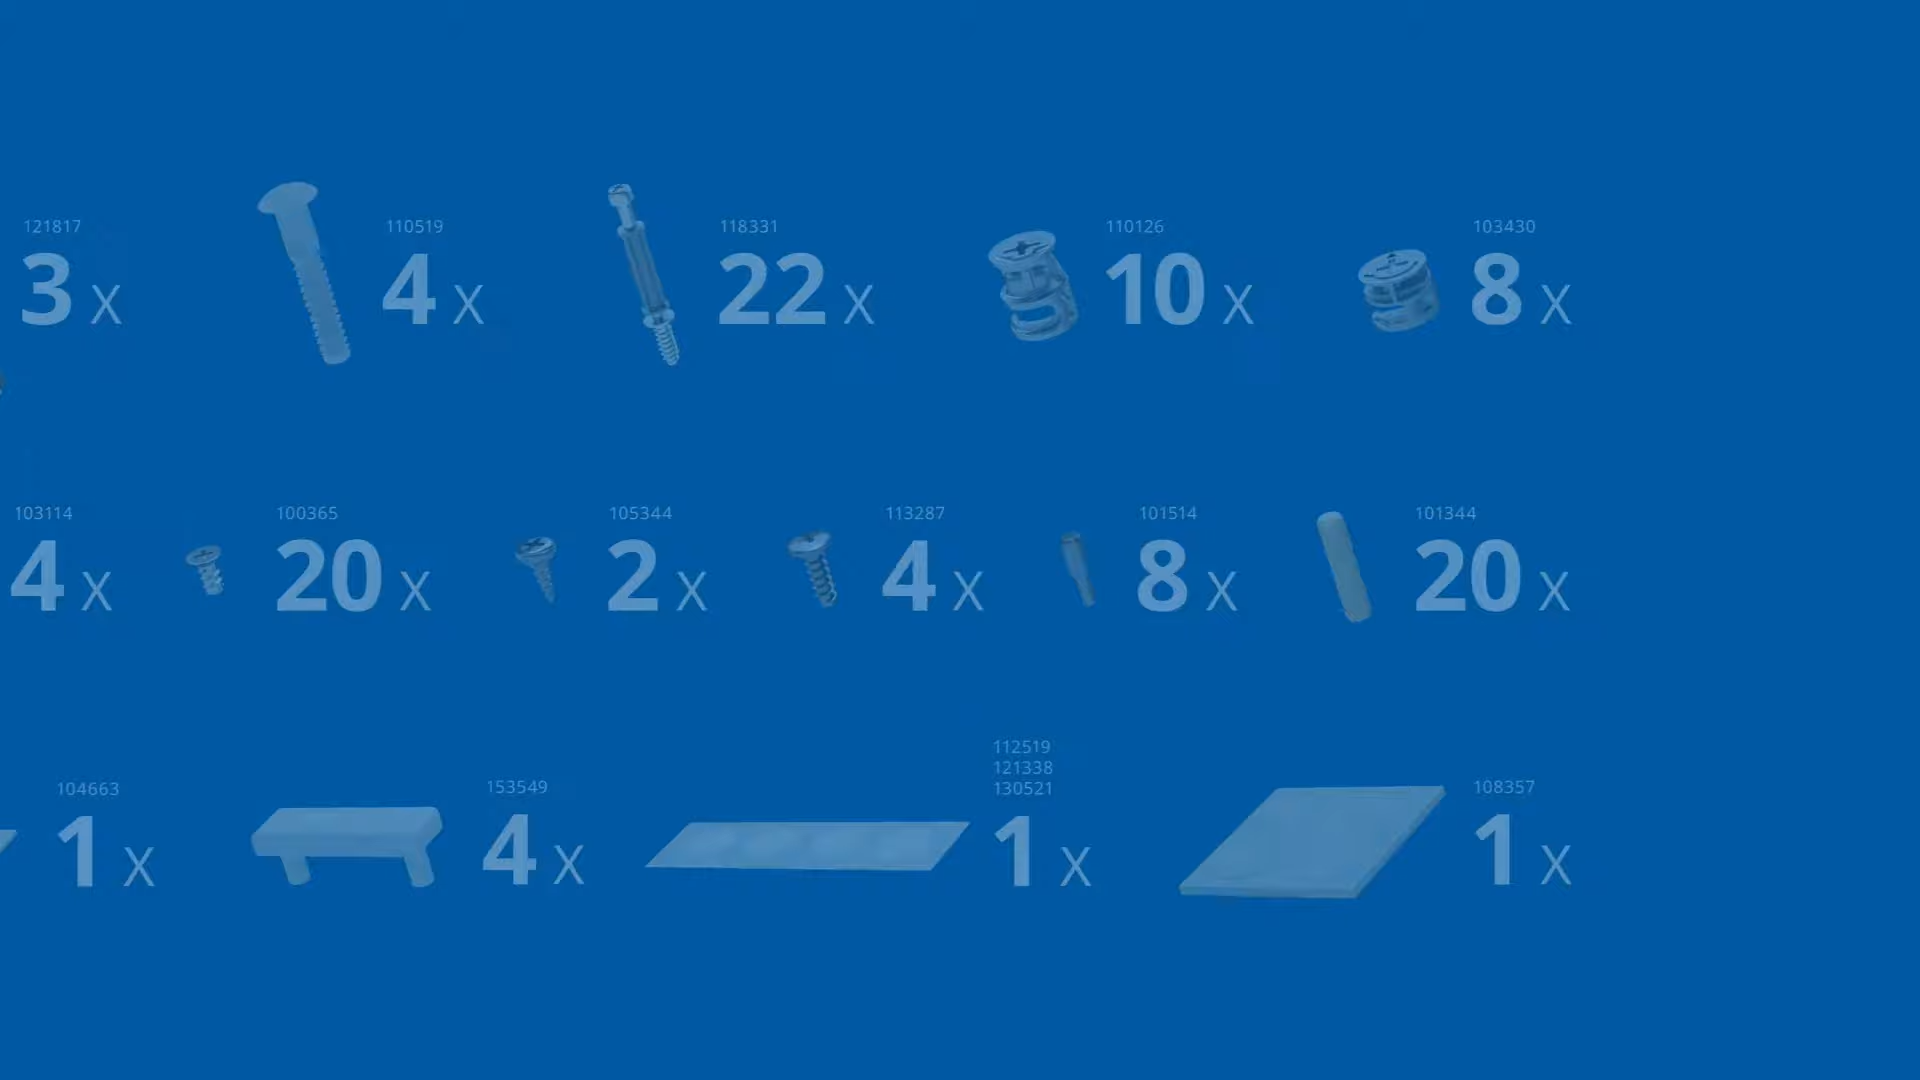 121817
3 X
110519
4 X
118331
22 X
110126
10 X
103430
8 X
103114
4 X
100365
20 X
105344
2 X
113287
4 X
101514
8 X
101344
20 X
104663
1 X
153549
4 X
112519
121338
130521
1 X
108357
1 X